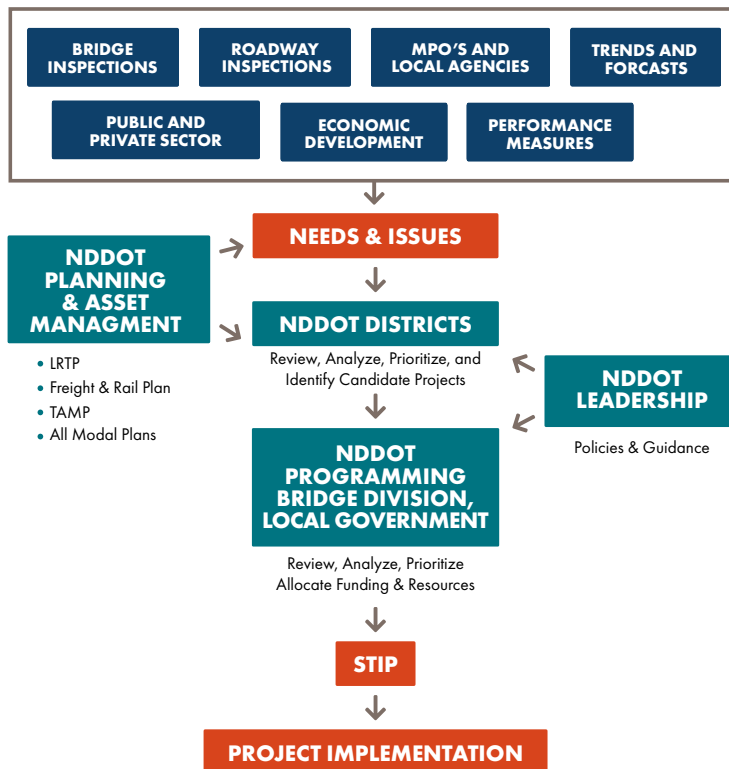 BRIDGE
INSPECTIONS
ROADWAY
INSPECTIONS
MPO'S AND
LOCAL AGENCIES
TRENDS AND
FORCASTS
PUBLIC AND
PRIVATE SECTOR
ECONOMIC
DEVELOPMENT
PERFORMANCE
MEASURES
NEEDS & ISSUES
NDDOT
PLANNING
& ASSET
MANAGMENT
• LRTP
• Freight & Rail Plan
• TAMP
• All Modal Plans
NDDOT DISTRICTS
Review, Analyze, Prioritize, and
Identify Candidate Projects
NDDOT
LEADERSHIP
Policies & Guidance
NDDOT
PROGRAMMING
BRIDGE DIVISION,
LOCAL GOVERNMENT
Review, Analyze, Prioritize
Allocate Funding & Resources
STIP
PROJECT IMPLEMENTATION